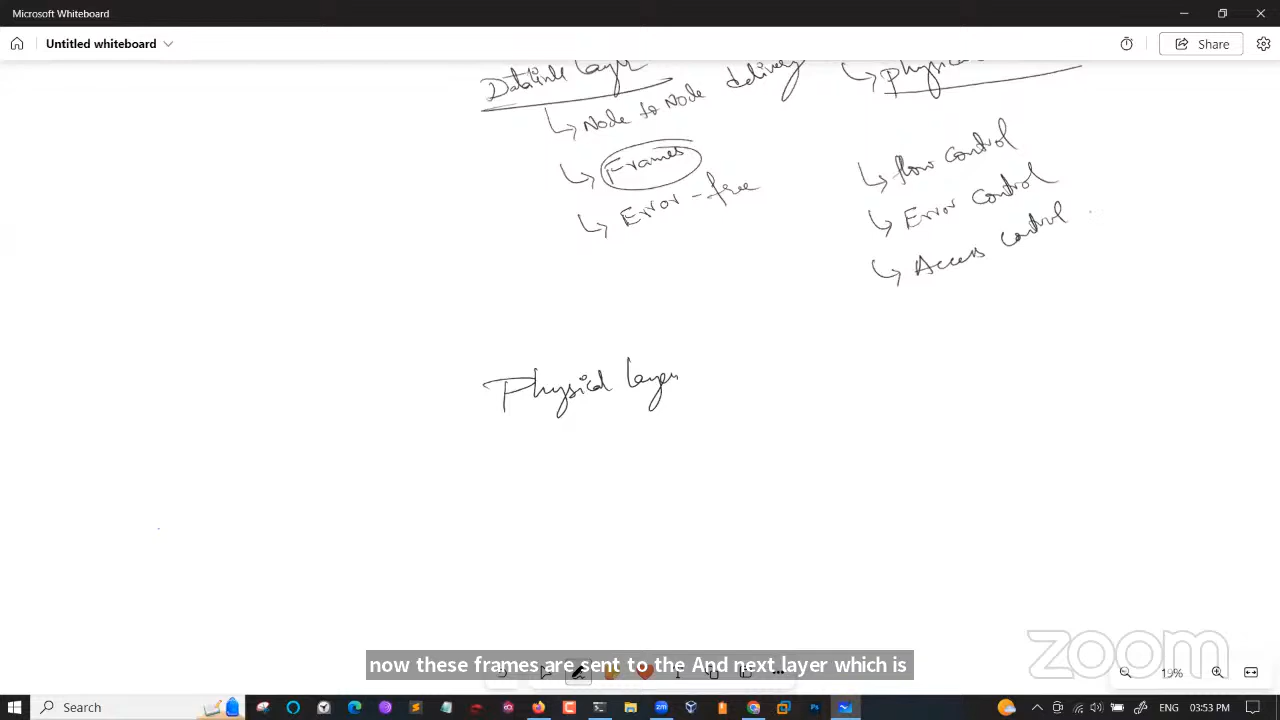 Microsoft Whiteboard
Untitled whiteboard
Share
Datalink layer
Node to Node delivery
Frames
Error-free
physical
flow control
Error control
Access control
Physical layer
zoom
now these frames are sent to the And next layer which is
19%
Search
ENG
03:53 PM